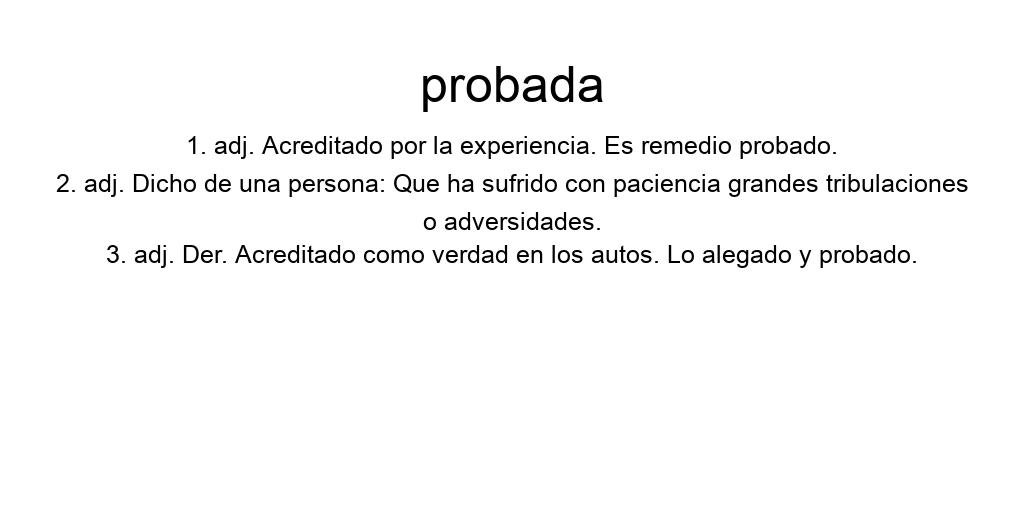 probada
1. adj. Acreditado por la experiencia. Es remedio probado.
2. adj. Dicho de una persona: Que ha sufrido con paciencia grandes tribulaciones
o adversidades.
3. adj. Der. Acreditado como verdad en los autos. Lo alegado y probado.